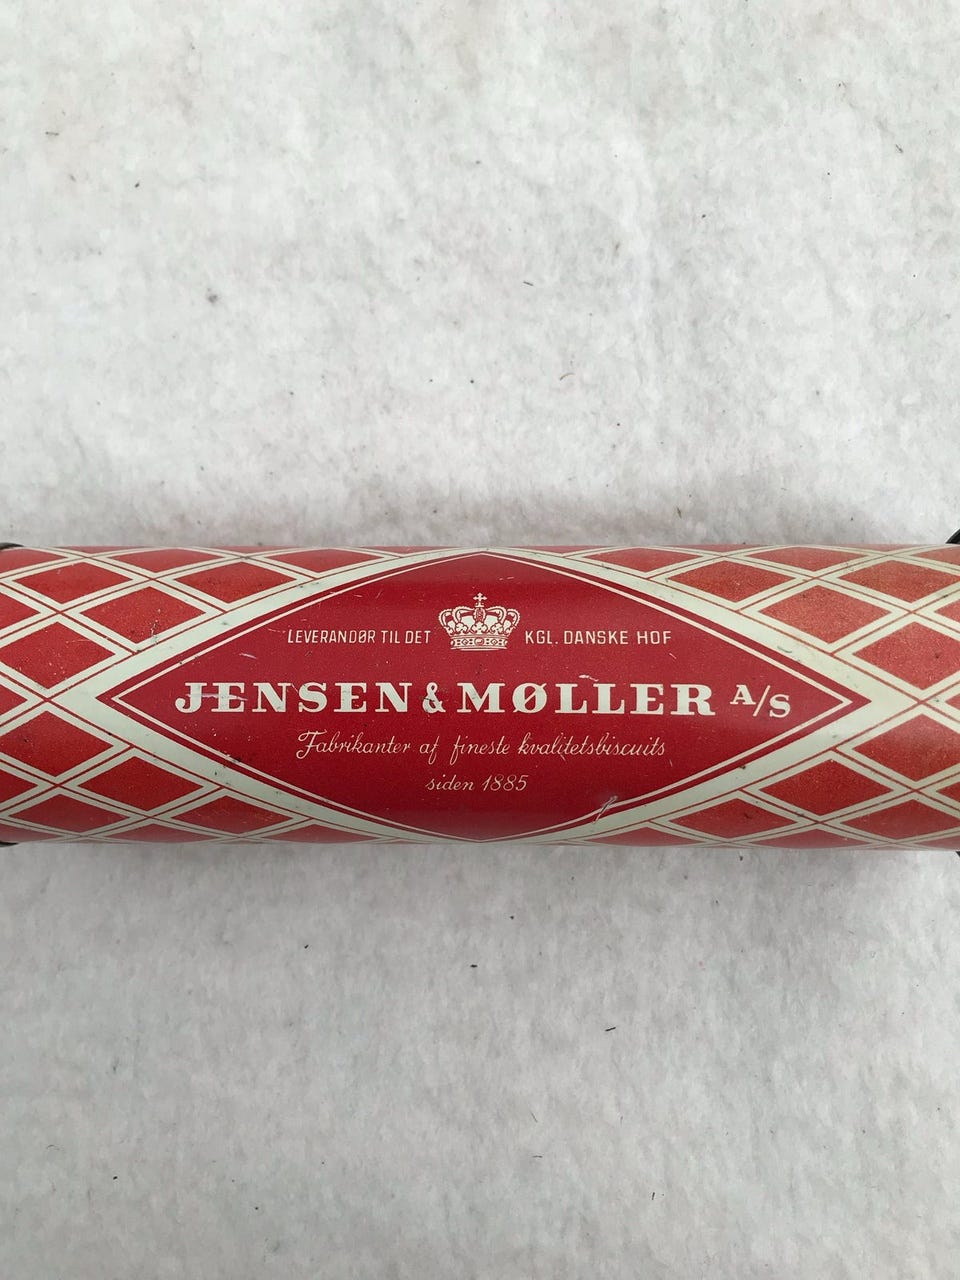 LEVERANDØR TIL DET KGL. DANSKE HOF
JENSEN & MØLLER A/S
Fabrikanter af fineste kvalitetsbiscuits
siden 1885